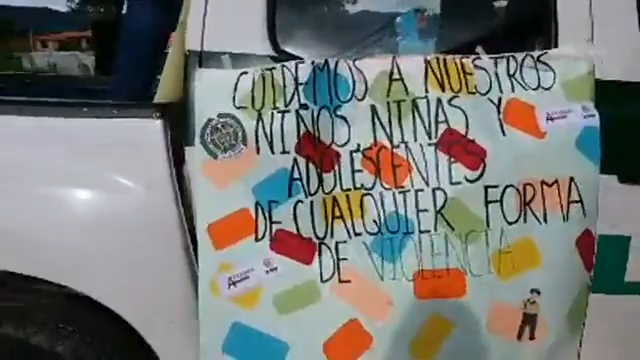 CUIDEMOS A NUESTROS
NIÑOS, NIÑAS Y
ADOLESCENTES
DE CUALQUIER FORMA
DE VIOLENCIA